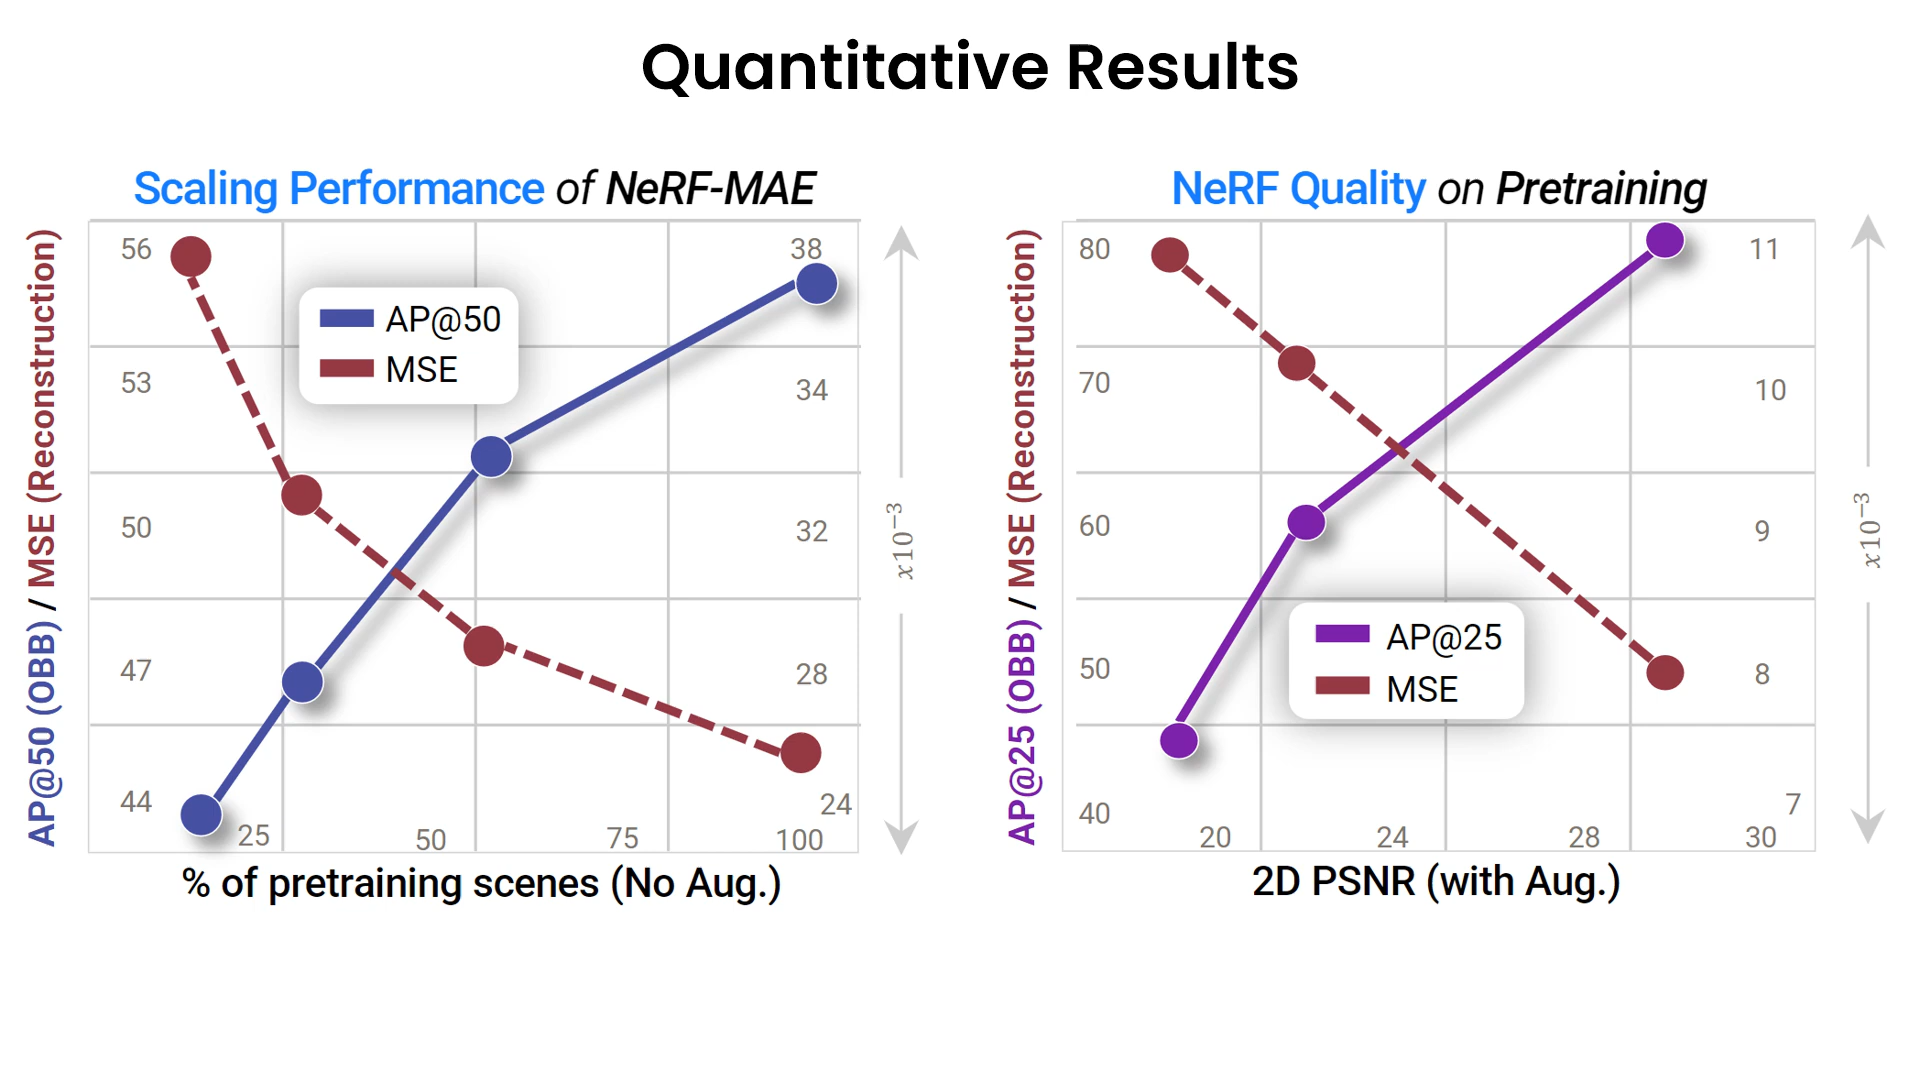 Quantitative Results
Scaling Performance of NeRF-MAE
AP@50 (OBB) / MSE (Reconstruction)
56
53
50
47
44
AP@50
MSE
38
34
32
28
24
x10⁻³
25 50 75 100
% of pretraining scenes (No Aug.)
NeRF Quality on Pretraining
AP@25 (OBB) / MSE (Reconstruction)
80
70
60
50
40
AP@25
MSE
11
10
9
8
7
x10⁻³
20 24 28 30
2D PSNR (with Aug.)